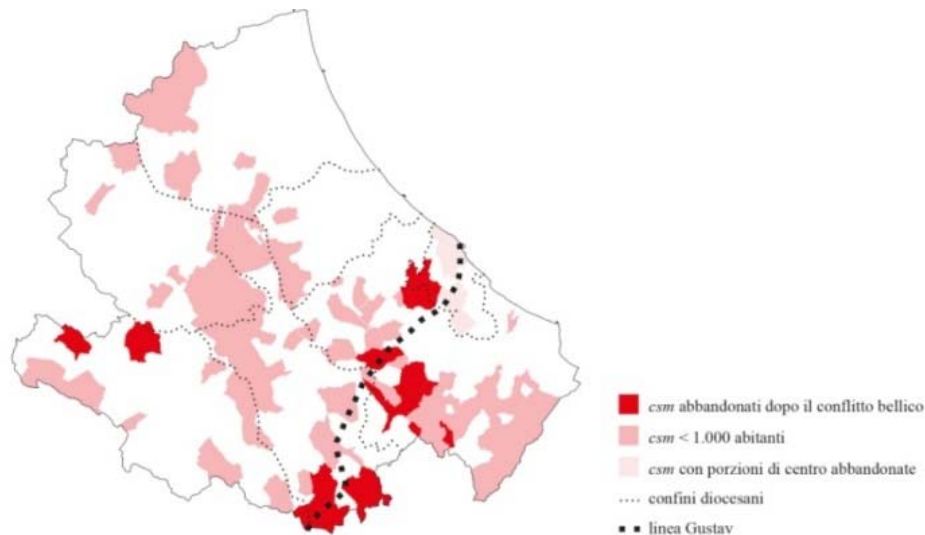 csm abbandonati dopo il conflitto bellico
csm < 1.000 abitanti
csm con porzioni di centro abbandonate
confini diocesani
linea Gustav